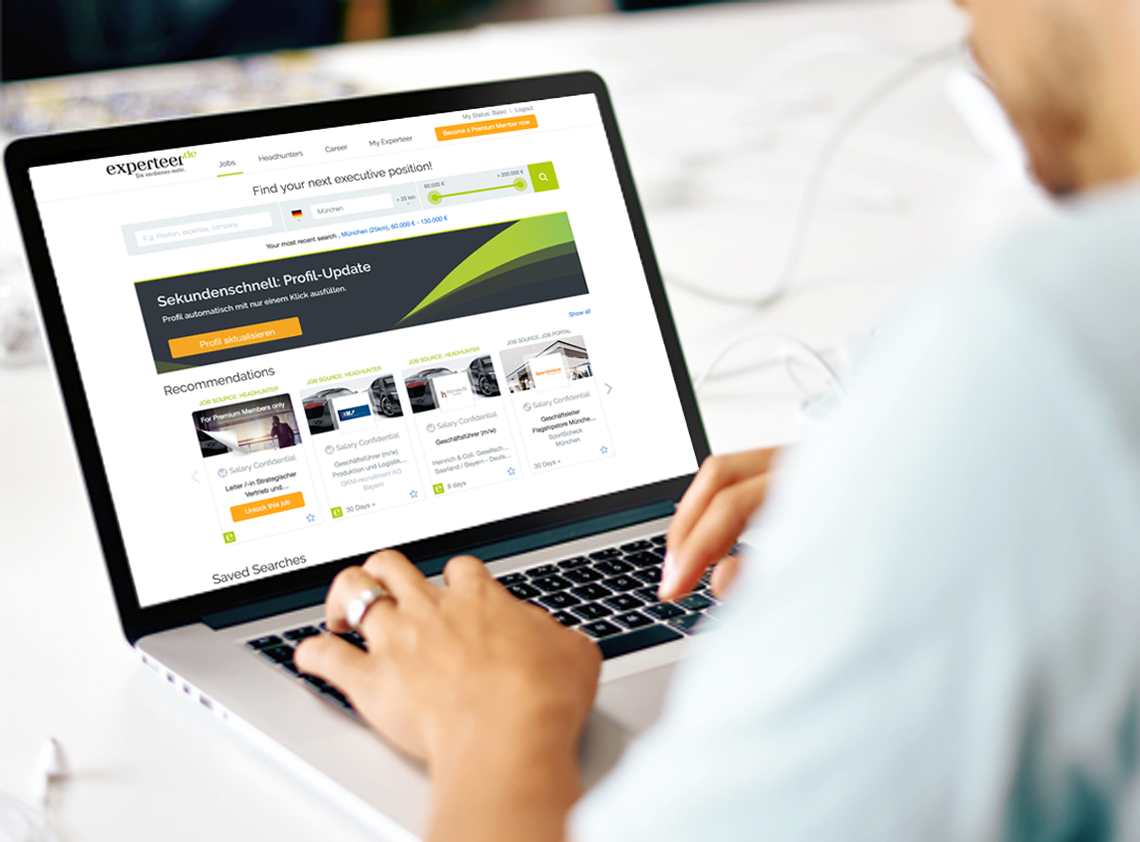 My Status: Basic | Logout
experteer.de
Sie verdienen mehr.
Jobs
Headhunters
Career
My Experteer
Become a Premium Member now
Find your next executive position!
E.g. Position, expertise, company
München
+ 25 km
60.000 €
Your most recent search , München (25km), 60.000 € - 130.000 €
Sekundenschnell: Profil-Update
Profil automatisch mit nur einem Klick ausfüllen.
Profil aktualisieren
Show all
Recommendations
JOB SOURCE: HEADHUNTER
For Premium Members only
Salary Confidential
Leiter /-in Strategischer
Vertrieb und...
Unlock this job
JOB SOURCE: HEADHUNTER
Salary Confidential
Geschäftsführer (m/w)
Produktion und Logistik...
OKM-recruitment AG
Bayern
30 Days +
JOB SOURCE: HEADHUNTER
Salary Confidential
Geschäftsführer (m/w)
Heinrich & Coll. Gesellsch...
Saarland / Bayern - Deuts...
8 days
JOB SOURCE: JOB PORTAL
SportScheck
Salary Confidential
Geschäftsleiter
Flagshipstore Münche...
SportScheck
München
30 Days +
Saved Searches